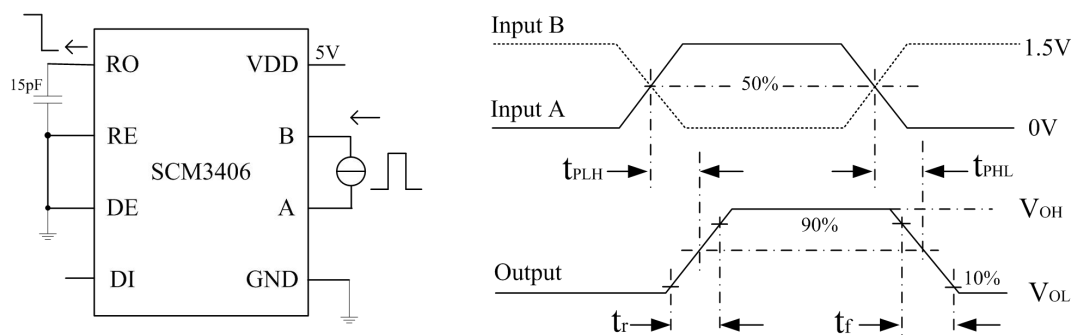 RO
VDD
5V
15pF
RE
B
SCM3406
DE
A
DI
GND
Input B
1.5V
50%
Input A
0V
tPLH
tPHL
VOH
90%
Output
10%
VOL
tr
tf